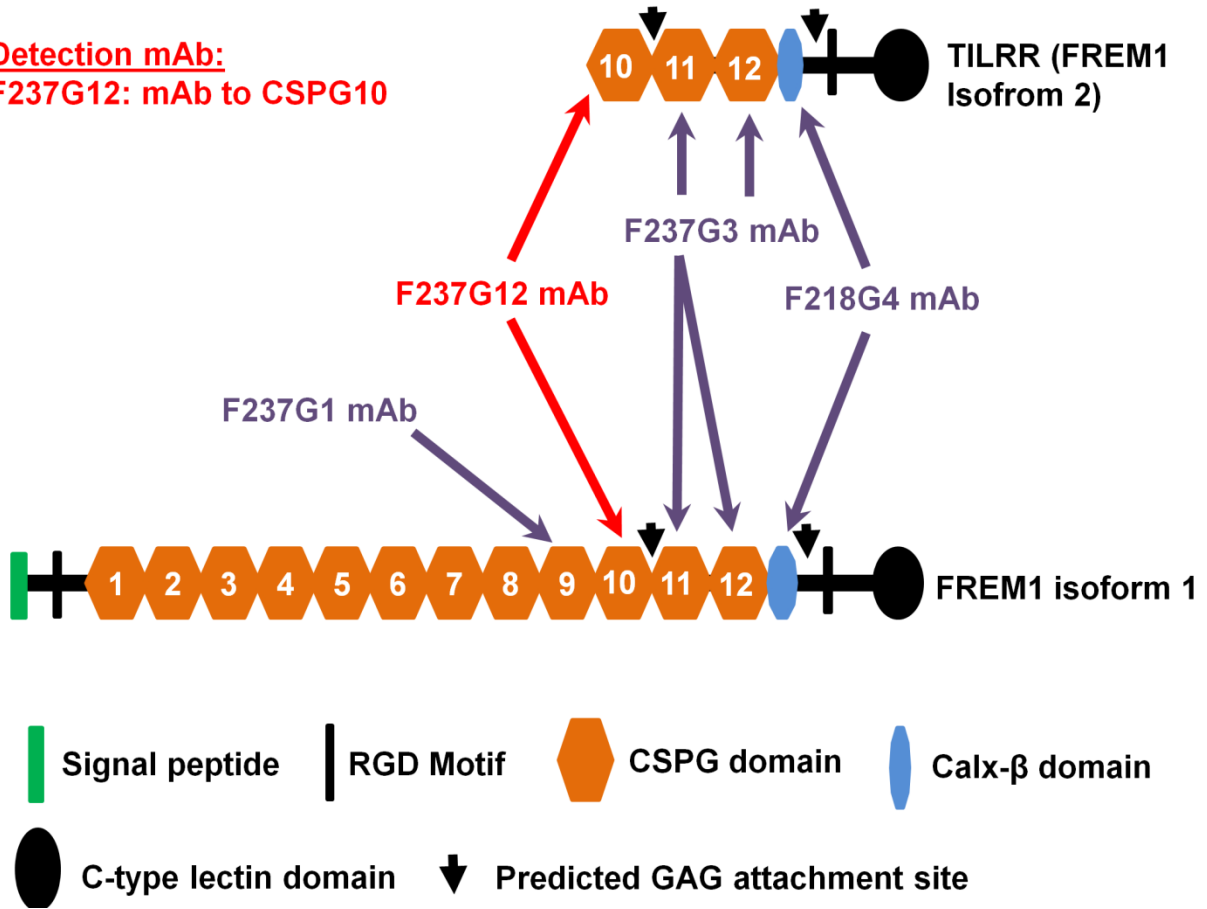 Detection mAb:
F237G12: mAb to CSPG10
10 11 12
TILRR (FREM1
Isofrom 2)
F237G3 mAb
F237G12 mAb
F218G4 mAb
F237G1 mAb
1 2 3 4 5 6 7 8 9 10 11 12
FREM1 isoform 1
Signal peptide
RGD Motif
CSPG domain
Calx-β domain
C-type lectin domain
Predicted GAG attachment site